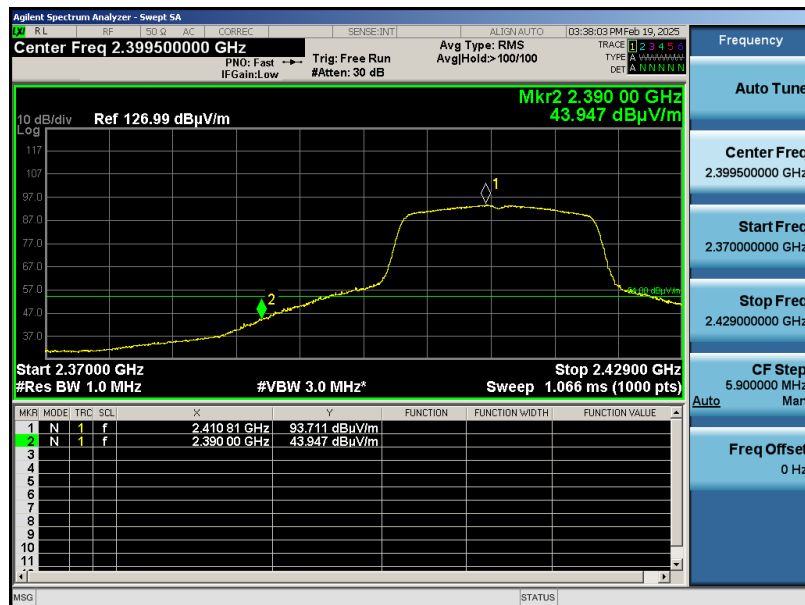 Agilent Spectrum Analyzer - Swept SA
LXI RL RF 50 Ω AC CORREC SENSE:INT ALIGN AUTO 03:38:03 PM Feb 19, 2025
Center Freq 2.399500000 GHz
PNO: Fast
IFGain:Low
Trig: Free Run
#Atten: 30 dB
Avg Type: RMS
Avg|Hold:>100/100
TRACE 1 2 3 4 5 6
TYPE A WWWWW
DET A N N N N N
Mkr2 2.390 00 GHz
43.947 dBµV/m
10 dB/div Ref 126.99 dBµV/m
Log
117
107
97.0
87.0
77.0
67.0
57.0
47.0
37.0
1
2
54.00 dBµV/m
Start 2.37000 GHz Stop 2.42900 GHz
#Res BW 1.0 MHz #VBW 3.0 MHz* Sweep 1.066 ms (1000 pts)
MKR MODE TRC SCL X Y FUNCTION FUNCTION WIDTH FUNCTION VALUE
1 N 1 f 2.410 81 GHz 93.711 dBµV/m
2 N 1 f 2.390 00 GHz 43.947 dBµV/m
3
4
5
6
7
8
9
10
11
MSG STATUS
Frequency
Auto Tune
Center Freq
2.399500000 GHz
Start Freq
2.370000000 GHz
Stop Freq
2.429000000 GHz
CF Step
5.900000 MHz
Auto Man
Freq Offset
0 Hz